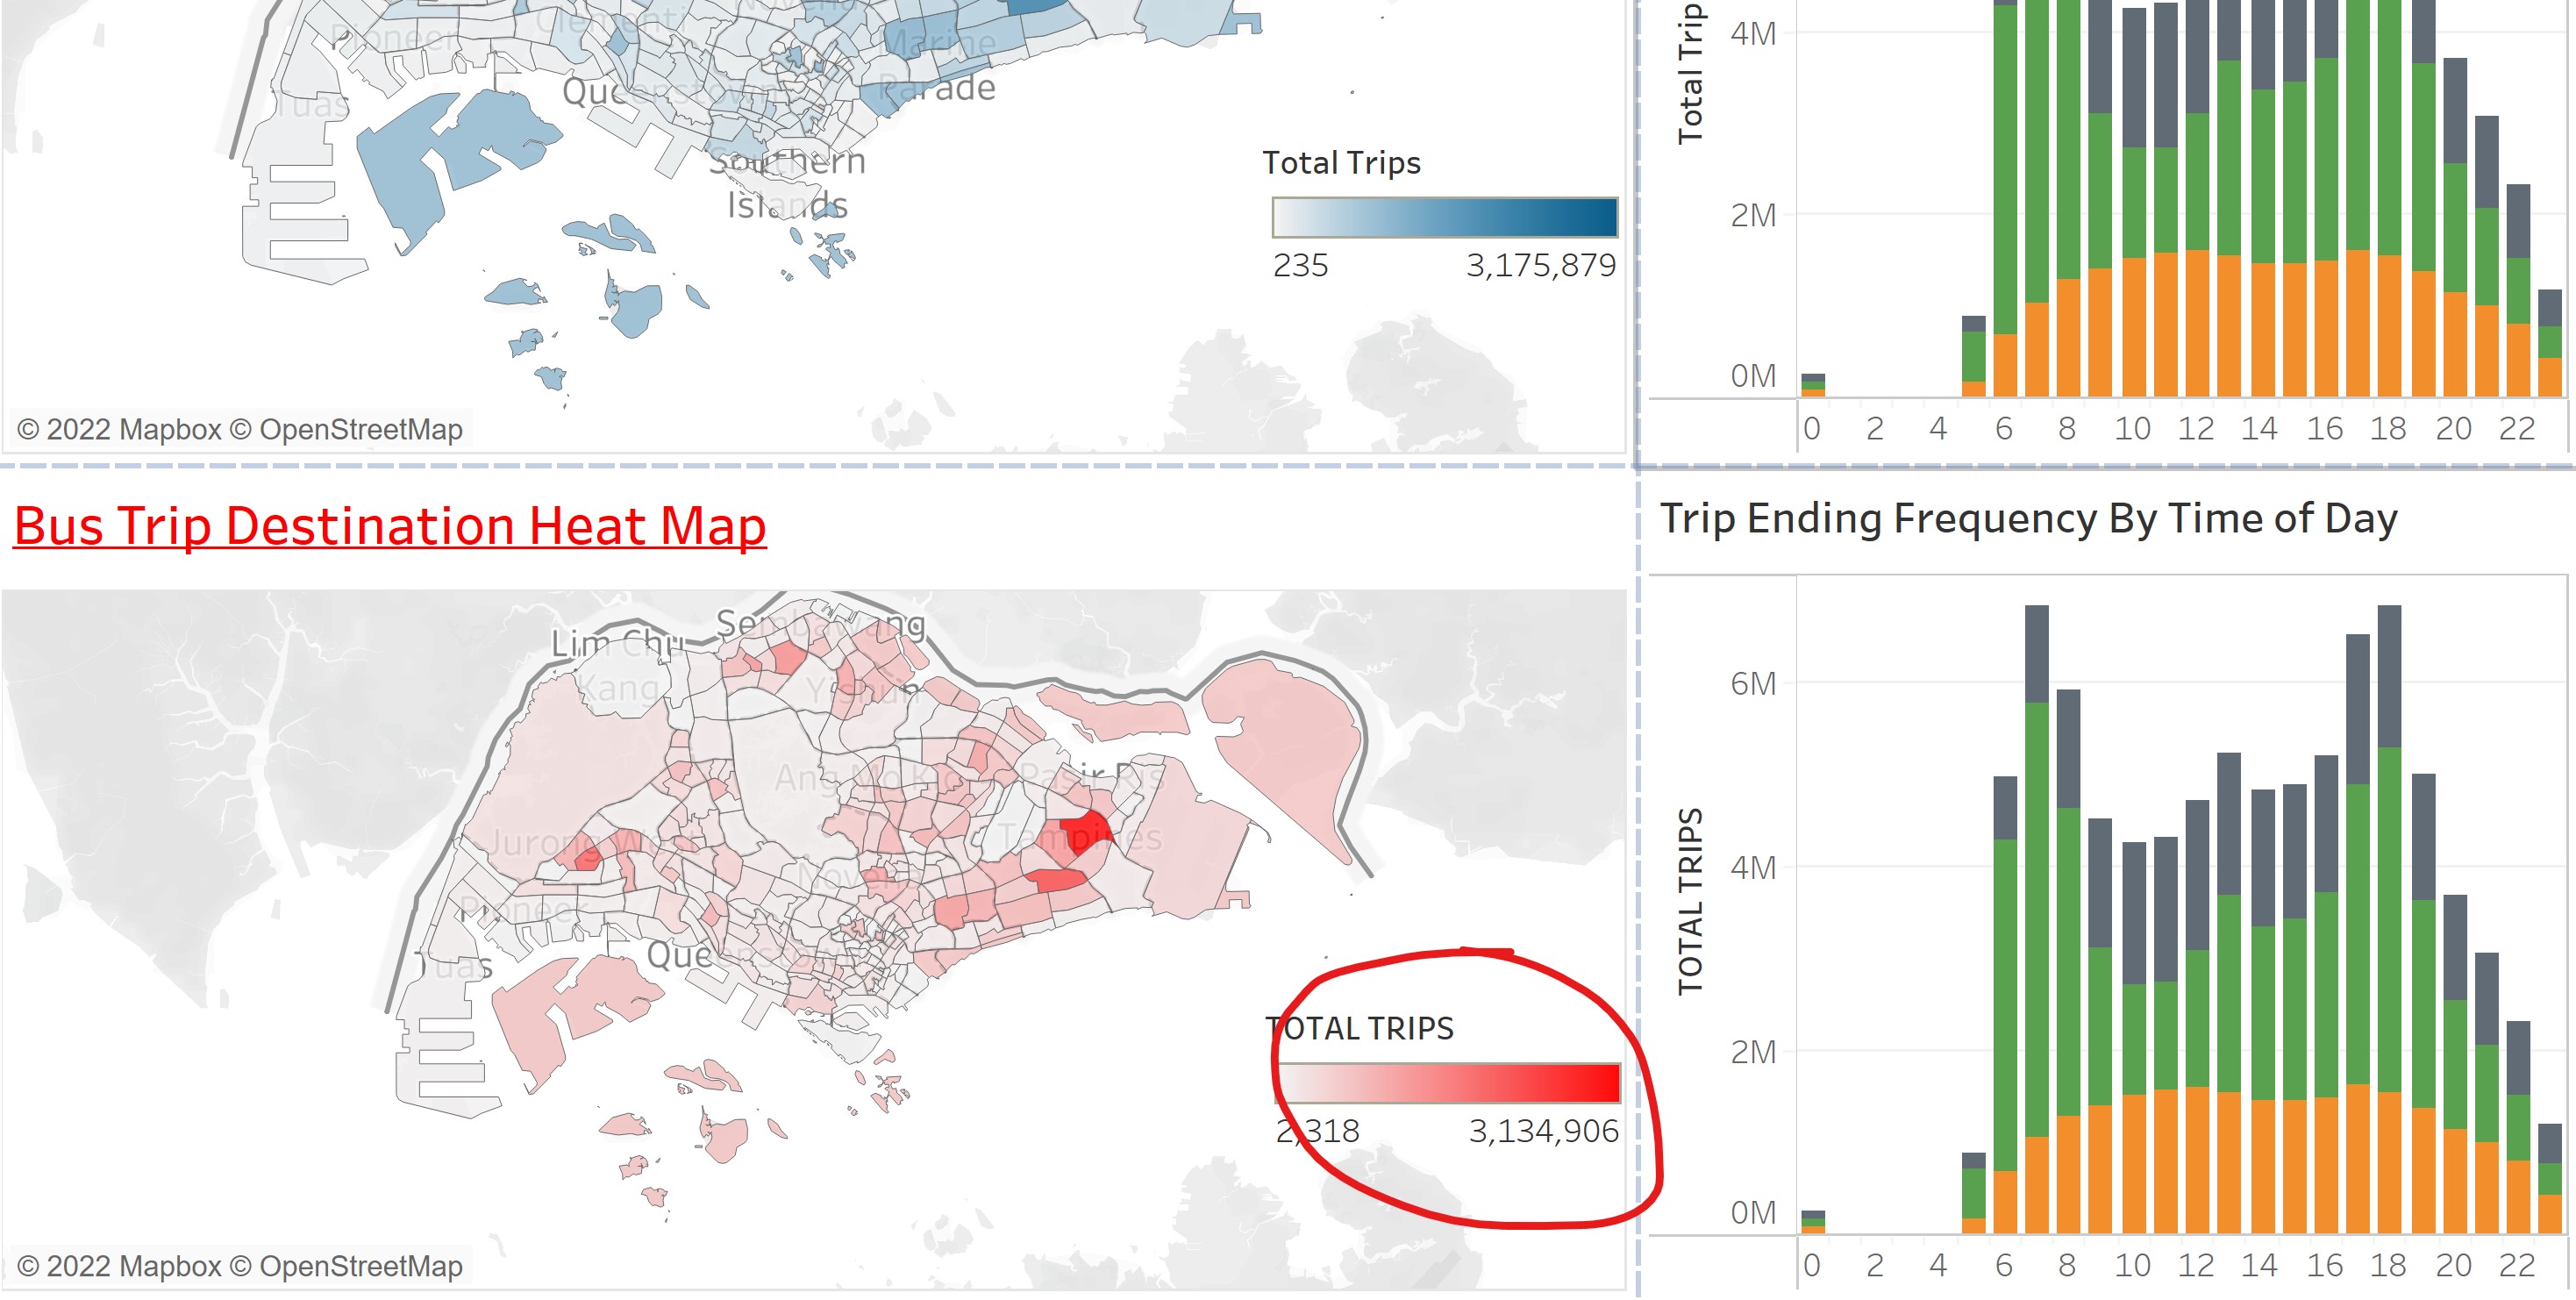 Novena
Clementi
Pioneer
Marine
Parade
Tuas
Queenstown
Southern
Islands
Total Trips
235 3,175,879
© 2022 Mapbox © OpenStreetMap
Total Trip
4M
2M
0M
0 2 4 6 8 10 12 14 16 18 20 22
Bus Trip Destination Heat Map
Sembawang
Lim Chu
Kang
Yishun
Ang Mo Kio
Pasir Ris
Jurong West
Tampines
Novena
Pioneer
Queenstown
Tuas
TOTAL TRIPS
2,318 3,134,906
© 2022 Mapbox © OpenStreetMap
Trip Ending Frequency By Time of Day
TOTAL TRIPS
6M
4M
2M
0M
0 2 4 6 8 10 12 14 16 18 20 22